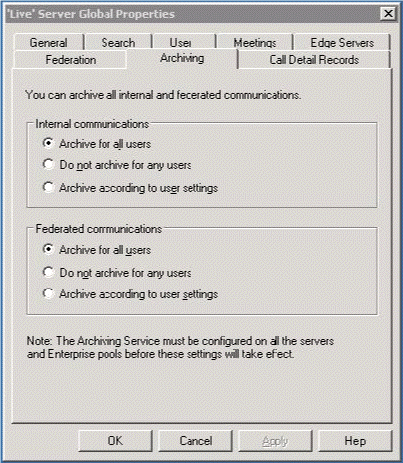 'Live' Server Global Properties
General Search User Meetings Edge Servers
Federation Archiving Call Detail Records
You can archive all internal and fecerated communications.
Internal communications
Archive for all users
Do not archive for any users
Archive according to user settings
Federated communications
Archive for all users
Do not archive for any users
Archive according to user settings
Note: The Archiving Service must be configured on all the servers
and Enterprise pools before these settings will take effect.
OK Cancel Apply Help